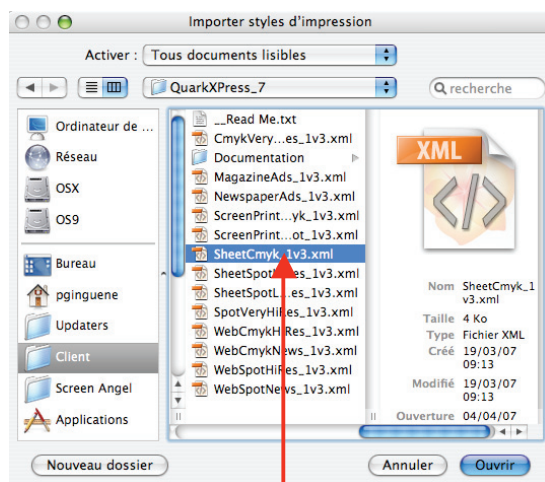 Importer styles d'impression
Activer : Tous documents lisibles
QuarkXPress_7
recherche
Ordinateur de ...
Réseau
OSX
OS9
Bureau
pginguene
Updaters
Client
Screen Angel
Applications
__Read Me.txt
CmykVery...es_1v3.xml
Documentation
MagazineAds_1v3.xml
NewspaperAds_1v3.xml
ScreenPrint...yk_1v3.xml
ScreenPrint...ot_1v3.xml
SheetCmyk_1v3.xml
SheetSpot...es_1v3.xml
SheetSpotL...es_1v3.xml
SpotVeryHiRes_1v3.xml
WebCmykHiRes_1v3.xml
WebCmykNews_1v3.xml
WebSpotHiRes_1v3.xml
WebSpotNews_1v3.xml
XML
Nom SheetCmyk_1
v3.xml
Taille 4 Ko
Type Fichier XML
Créé 19/03/07
09:13
Modifié 19/03/07
09:13
Ouverture 04/04/07
Nouveau dossier
Annuler
Ouvrir